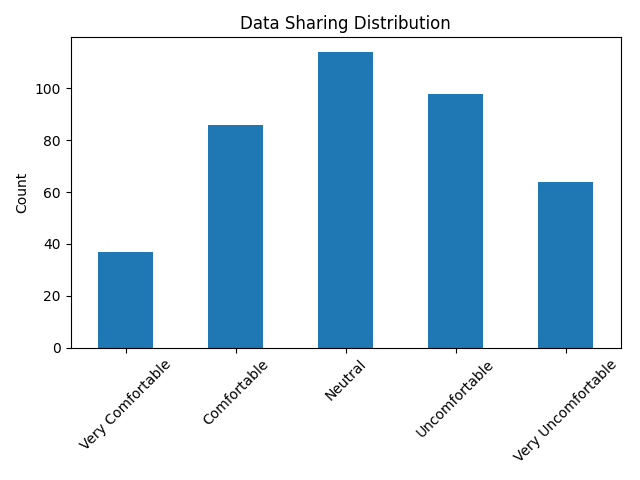 Data Sharing Distribution
Count
100
80
60
40
20
0
Very Comfortable
Comfortable
Neutral
Uncomfortable
Very Uncomfortable